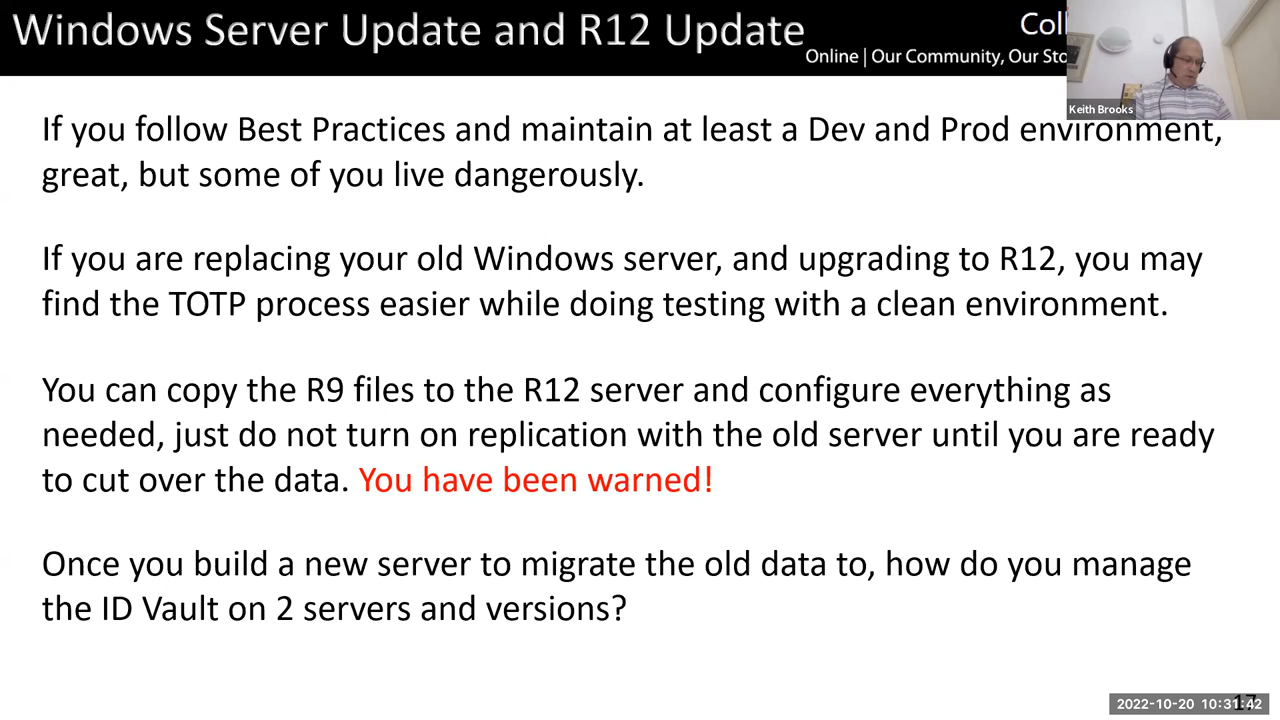 Windows Server Update and R12 Update
Online | Our Community, Our
Keith Brooks
If you follow Best Practices and maintain at least a Dev and Prod environment,
great, but some of you live dangerously.
If you are replacing your old Windows server, and upgrading to R12, you may
find the TOTP process easier while doing testing with a clean environment.
You can copy the R9 files to the R12 server and configure everything as
needed, just do not turn on replication with the old server until you are ready
to cut over the data. You have been warned!
Once you build a new server to migrate the old data to, how do you manage
the ID Vault on 2 servers and versions?
17
2022-10-20 10:31:42